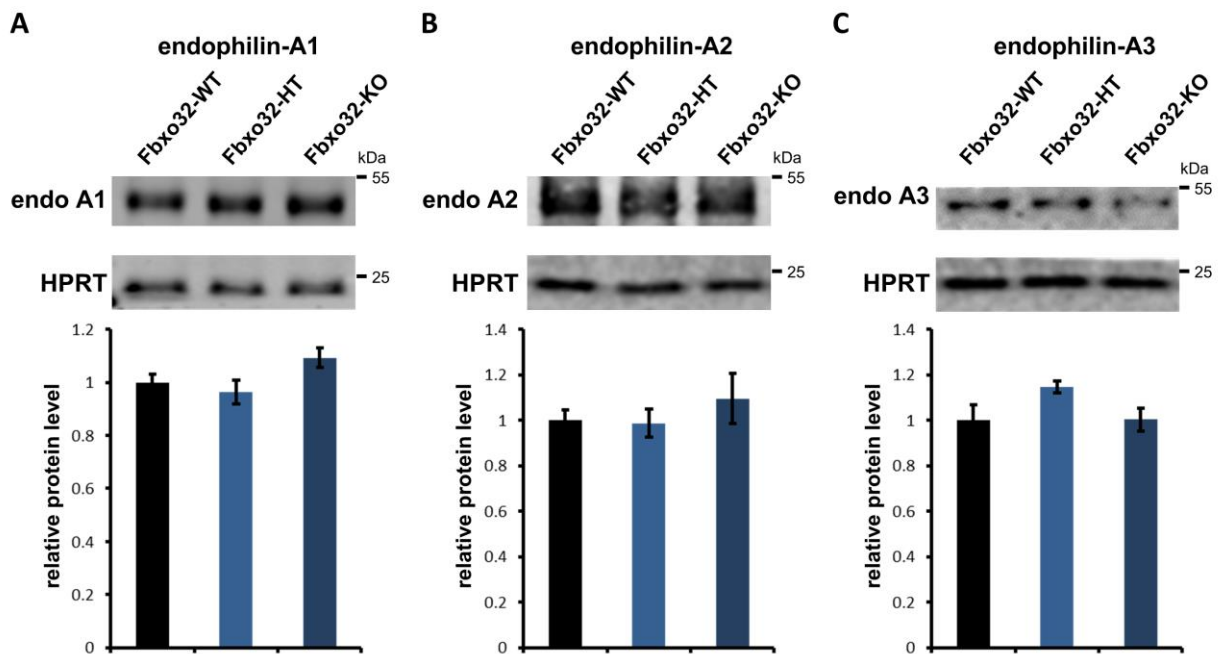 A
endophilin-A1
Fbxo32-WT
Fbxo32-HT
Fbxo32-KO
kDa
endo A1
55
HPRT
25
relative protein level
1.2
1
0.8
0.6
0.4
0.2
0
B
endophilin-A2
Fbxo32-WT
Fbxo32-HT
Fbxo32-KO
kDa
endo A2
55
HPRT
25
relative protein level
1.4
1.2
1
0.8
0.6
0.4
0.2
0
C
endophilin-A3
Fbxo32-WT
Fbxo32-HT
Fbxo32-KO
kDa
endo A3
55
HPRT
25
relative protein level
1.4
1.2
1
0.8
0.6
0.4
0.2
0